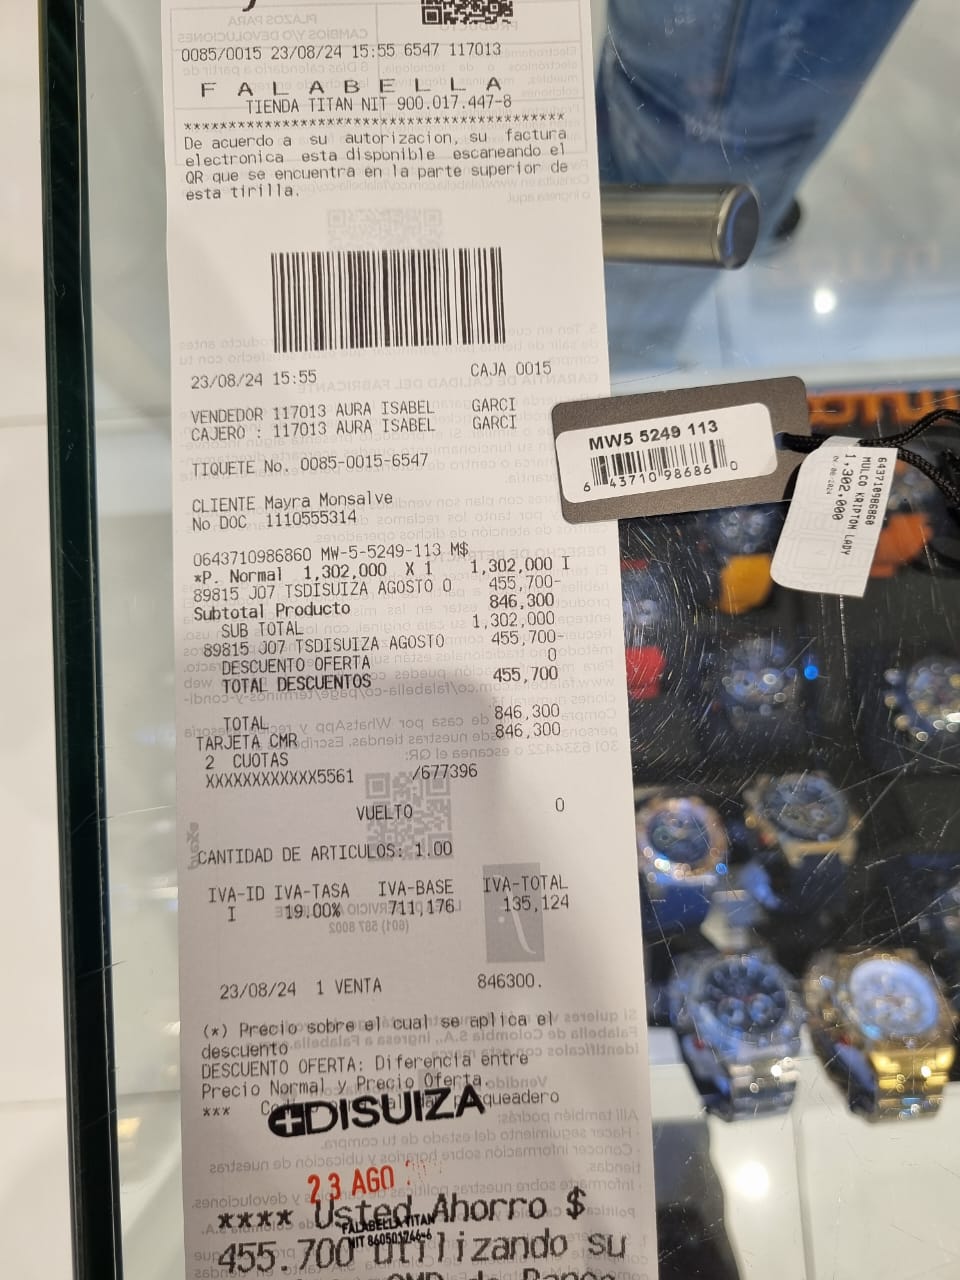 0085/0015 23/08/24 15:55 6547 117013
F A L A B E L L A
TIENDA TITAN NIT 900.017.447-8
******************************************
De acuerdo a su autorizacion, su factura
electronica esta disponible escaneando el
QR que se encuentra en la parte superior de
esta tirilla.
23/08/24 15:55 CAJA 0015
VENDEDOR 117013 AURA ISABEL GARCI
CAJERO : 117013 AURA ISABEL GARCI
TIQUETE No. 0085-0015-6547
CLIENTE Mayra Monsalve
No DOC 1110555314
0643710986860 MW-5-5249-113 M$
*P. Normal 1,302,000 X 1 1,302,000 I
89815 J07 TSDISUIZA AGOSTO O 455,700-
Subtotal Producto 846,300
SUB TOTAL 1,302,000
89815 J07 TSDISUIZA AGOSTO 455,700-
DESCUENTO OFERTA 0
TOTAL DESCUENTOS 455,700
TOTAL 846,300
TARJETA CMR 846,300
2 CUOTAS
XXXXXXXXXXXX5561 /677396
VUELTO 0
CANTIDAD DE ARTICULOS: 1.00
IVA-ID IVA-TASA IVA-BASE IVA-TOTAL
I 19.00% 711,176 135,124
23/08/24 1 VENTA 846300.
(*) Precio sobre el cual se aplica el
descuento
DESCUENTO OFERTA: Diferencia entre
Precio Normal y Precio Oferta.
***
DISUIZA
23 AGO
**** Usted Ahorro $
FALABELLA TITAN
NIT 860501746-6
455.700 utilizando su
MW5 5249 113
6 43710 98686 0
643710986860
MULCO KRIPTON LADY
1,302,000